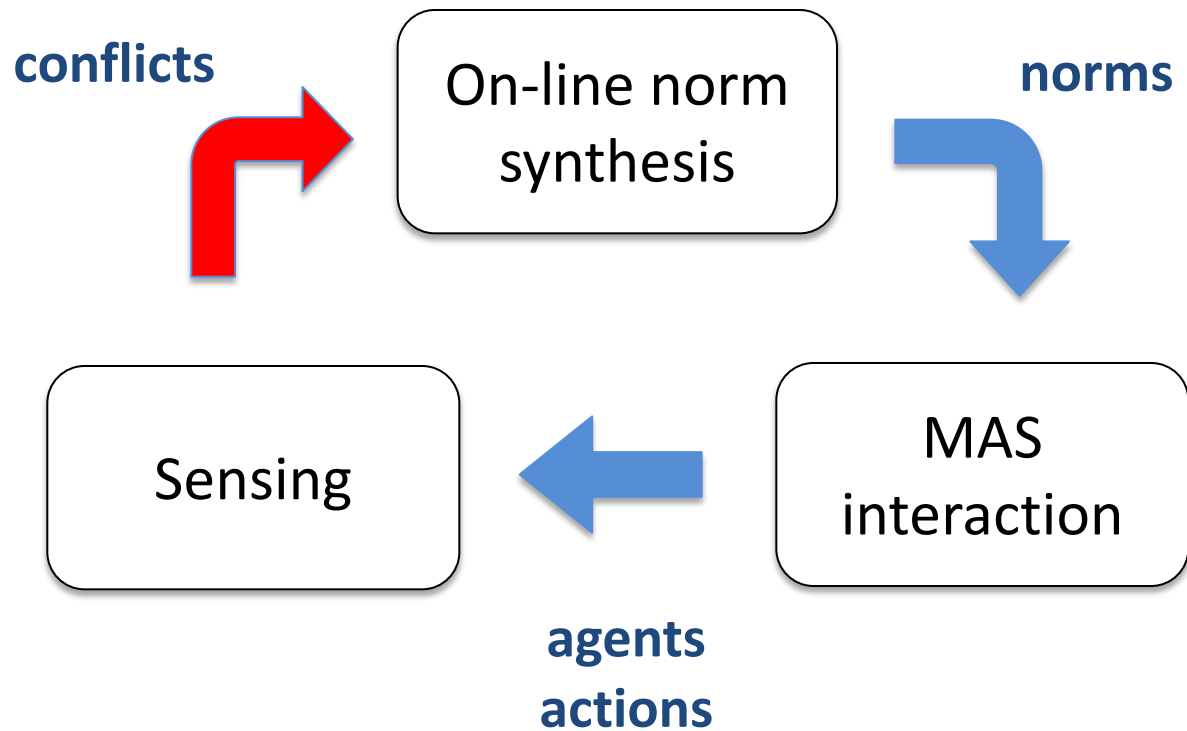 conflicts
On-line norm
synthesis
norms
Sensing
MAS
interaction
agents
actions